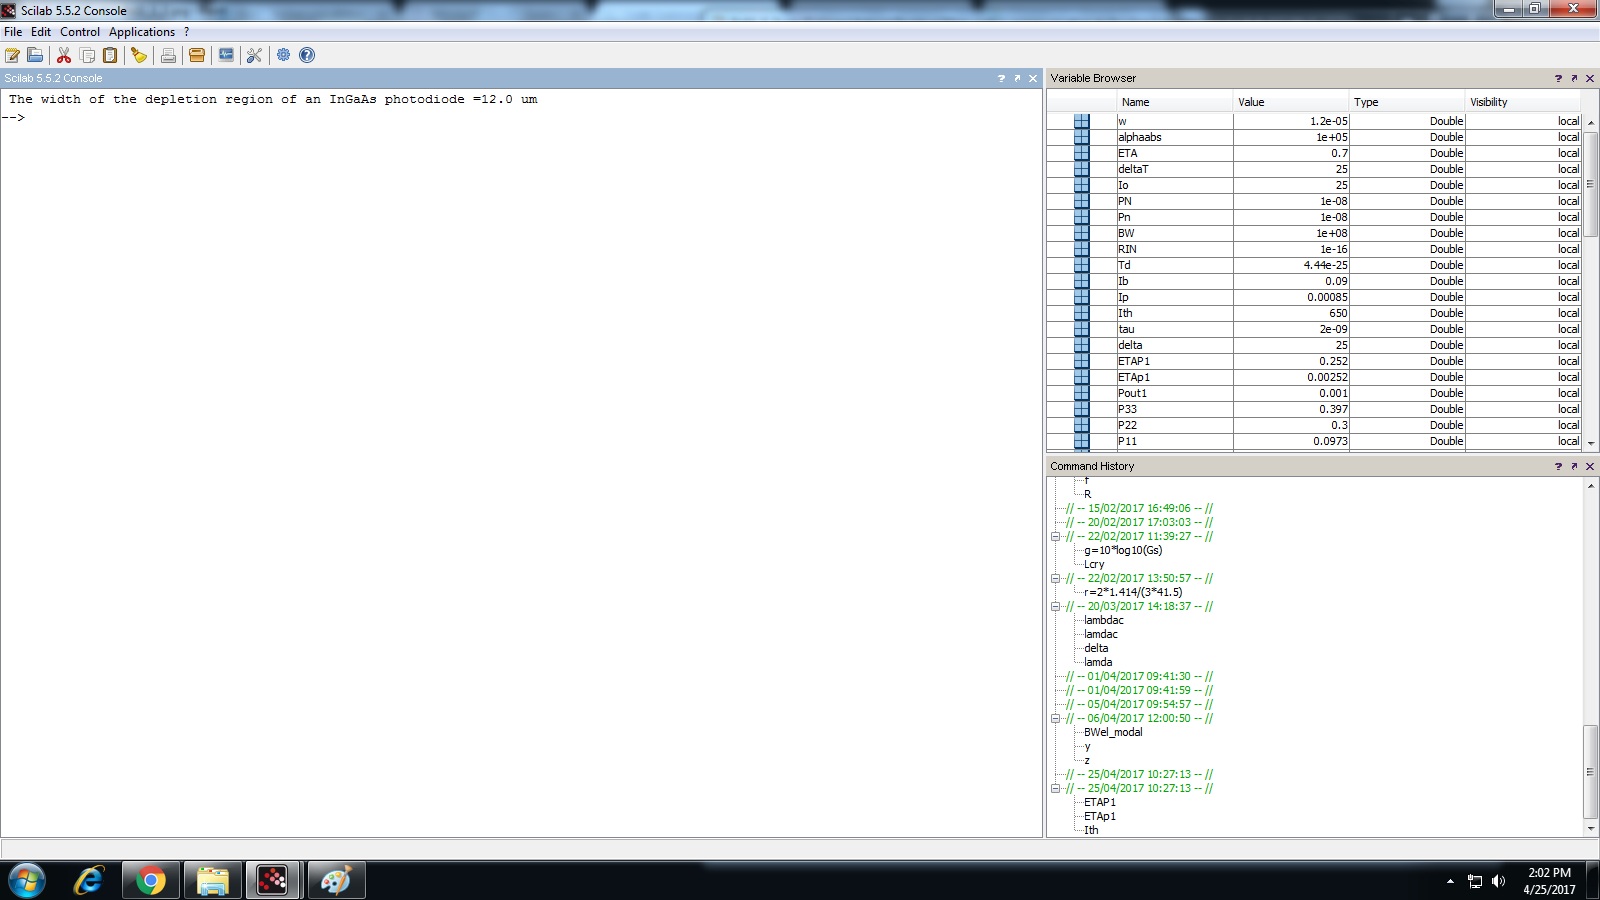 Scilab 5.5.2 Console
File Edit Control Applications ?
Scilab 5.5.2 Console
The width of the depletion region of an InGaAs photodiode =12.0 um
-->
Variable Browser
Name Value Type Visibility
w 1.2e-05 Double local
alphaabs 1e+05 Double local
ETA 0.7 Double local
deltaT 25 Double local
Io 25 Double local
PN 1e-08 Double local
Pn 1e-08 Double local
BW 1e+08 Double local
RIN 1e-16 Double local
Td 4.44e-25 Double local
Ib 0.09 Double local
Ip 0.00085 Double local
Ith 650 Double local
tau 2e-09 Double local
delta 25 Double local
ETAP1 0.252 Double local
ETAp1 0.00252 Double local
Pout1 0.001 Double local
P33 0.397 Double local
P22 0.3 Double local
P11 0.0973 Double local
Command History
f
R
// -- 15/02/2017 16:49:06 -- //
// -- 20/02/2017 17:03:03 -- //
// -- 22/02/2017 11:39:27 -- //
g=10*log10(Gs)
Lcry
// -- 22/02/2017 13:50:57 -- //
r=2*1.414/(3*41.5)
// -- 20/03/2017 14:18:37 -- //
lambdac
lamdac
delta
lamda
// -- 01/04/2017 09:41:30 -- //
// -- 01/04/2017 09:41:59 -- //
// -- 05/04/2017 09:54:57 -- //
// -- 06/04/2017 12:00:50 -- //
BWel_modal
y
z
// -- 25/04/2017 10:27:13 -- //
// -- 25/04/2017 10:27:13 -- //
ETAP1
ETAp1
Ith
2:02 PM
4/25/2017